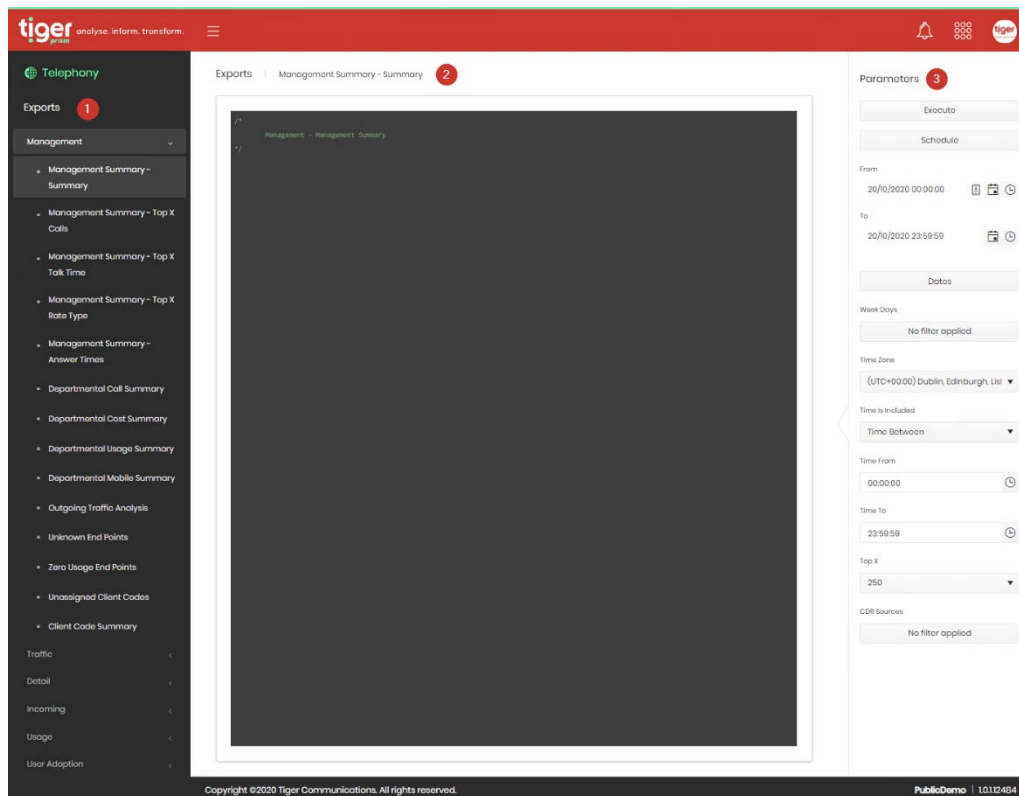 tiger prism analyse. inform. transform.
tiger
Telephony
Exports 1
Management
Management Summary -
Summary
Management Summary - Top X
Calls
Management Summary - Top X
Talk Time
Management Summary - Top X
Rate Type
Management Summary -
Answer Times
Departmental Call Summary
Departmental Cost Summary
Departmental Usage Summary
Departmental Mobile Summary
Outgoing Traffic Analysis
Unknown End Points
Zero Usage End Points
Unassigned Client Codes
Client Code Summary
Traffic
Detail
Incoming
Usage
User Adoption
Exports | Management Summary - Summary 2
/*
Management - Management Summary
*/
Parameters 3
Execute
Schedule
From
20/10/2020 00:00:00
To
20/10/2020 23:59:59
Dates
Week Days
No filter applied
Time Zone
(UTC+00:00) Dublin, Edinburgh, Lisl
Time Is Included
Time Between
Time From
00:00:00
Time To
23:59:59
Top X
250
CDR Sources
No filter applied
Copyright ©2020 Tiger Communications. All rights reserved.
PublicDemo | 1.0.1.12484